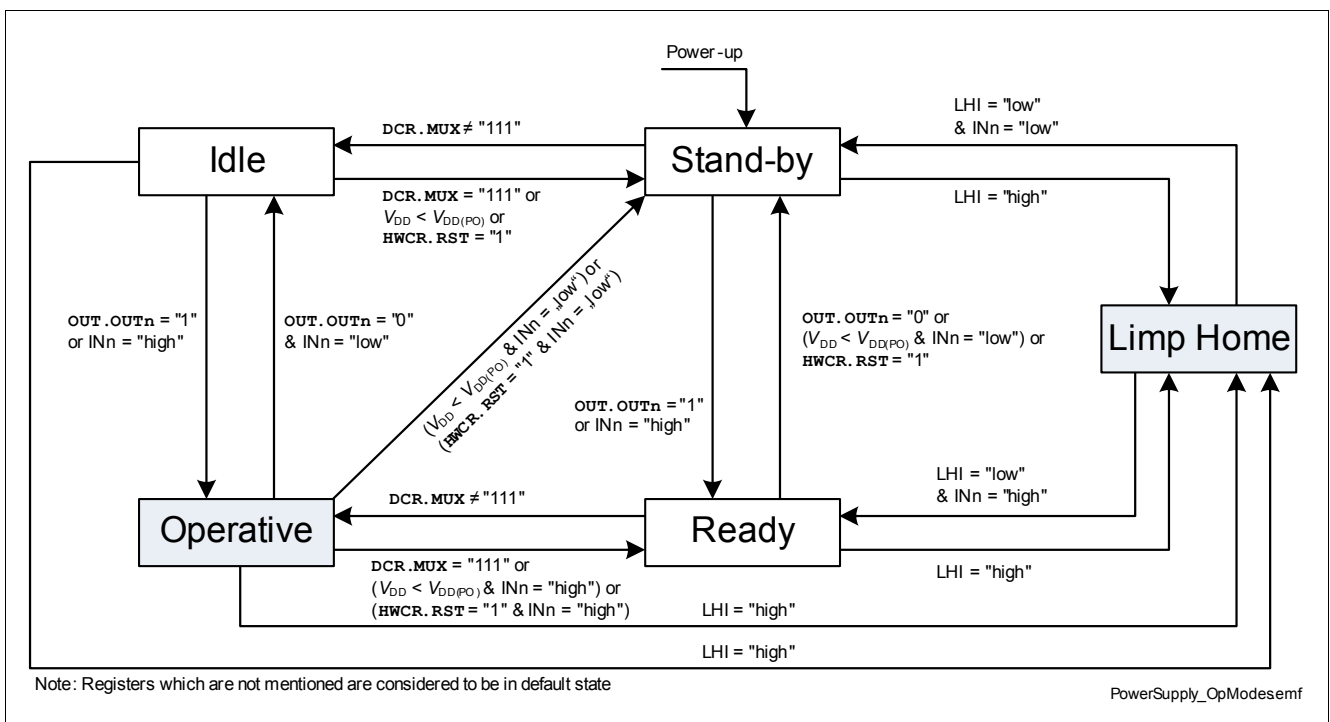 Power-up
LHI = "low"
& INn = "low"
DCR.MUX ≠ "111"
Idle
Stand-by
DCR.MUX = "111" or
VDD < VDD(PO) or
HWCR.RST = "1"
LHI = "high"
OUT.OUTn = "1"
or INn = "high"
OUT.OUTn = "0"
& INn = "low"
(VDD < VDD(PO) & INn = „low“) or
(HWCR.RST = "1" & INn = „low“)
OUT.OUTn = "0" or
(VDD < VDD(PO) & INn = "low") or
HWCR.RST = "1"
Limp Home
OUT.OUTn = "1"
or INn = "high"
LHI = "low"
& INn = "high"
DCR.MUX ≠ "111"
Operative
Ready
DCR.MUX = "111" or
(VDD < VDD(PO) & INn = "high") or
(HWCR.RST = "1" & INn = "high")
LHI = "high"
LHI = "high"
LHI = "high"
Note: Registers which are not mentioned are considered to be in default state
PowerSupply_OpModes.emf